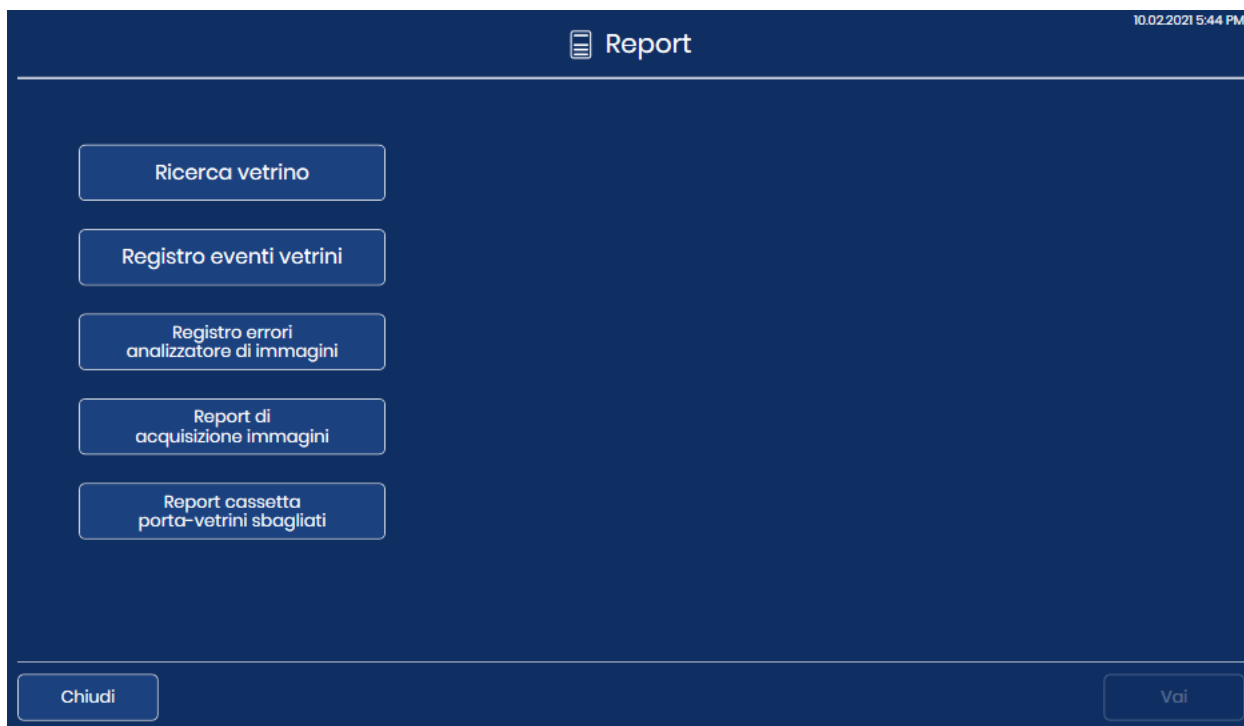 10.02.2021 5:44 PM
Report
Ricerca vetrino
Registro eventi vetrini
Registro errori
analizzatore di immagini
Report di
acquisizione immagini
Report cassetta
porta-vetrini sbagliati
Chiudi
Vai